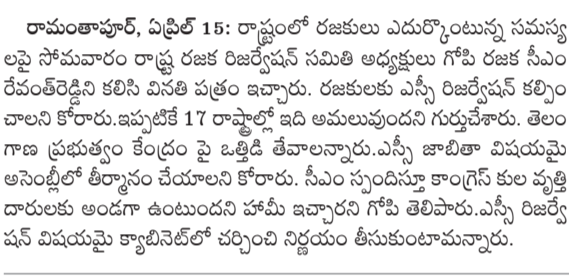 రామంతాపూర్, ఏప్రిల్ 15: రాష్ట్రంలో రజకులు ఎదుర్కొంటున్న సమస్య
లపై సోమవారం రాష్ట్ర రజక రిజర్వేషన్ సమితి అధ్యక్షులు గోపి రజక సీఎం
రేవంత్‌రెడ్డిని కలిసి వినతి పత్రం ఇచ్చారు. రజకులకు ఎస్సీ రిజర్వేషన్ కల్పిం
చాలని కోరారు.ఇప్పటికే 17 రాష్ట్రాల్లో ఇది అమలువుందని గుర్తుచేశారు. తెలం
గాణ ప్రభుత్వం కేంద్రం పై ఒత్తిడి తేవాలన్నారు.ఎస్సీ జాబితా విషయమై
అసెంబ్లీలో తీర్మానం చేయాలని కోరారు. సీఎం స్పందిస్తూ కాంగ్రెస్ కుల వృత్తి
దారులకు అండగా ఉంటుందని హామీ ఇచ్చారని గోపి తెలిపారు.ఎస్సీ రిజర్వే
షన్ విషయమై క్యాబినెట్‌లో చర్చించి నిర్ణయం తీసుకుంటామన్నారు.